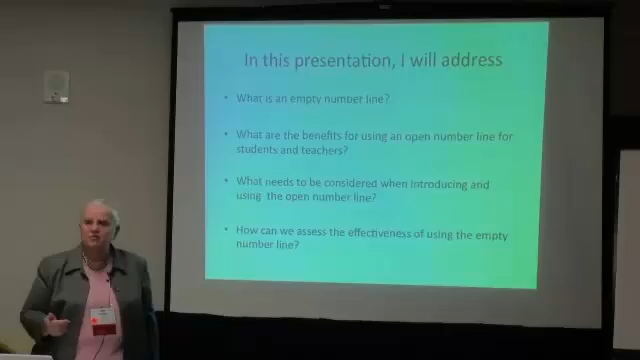 In this presentation, I will address
• What is an empty number line?
• What are the benefits for using an open number line for
students and teachers?
• What needs to be considered when introducing and
using the open number line?
• How can we assess the effectiveness of using the empty
number line?